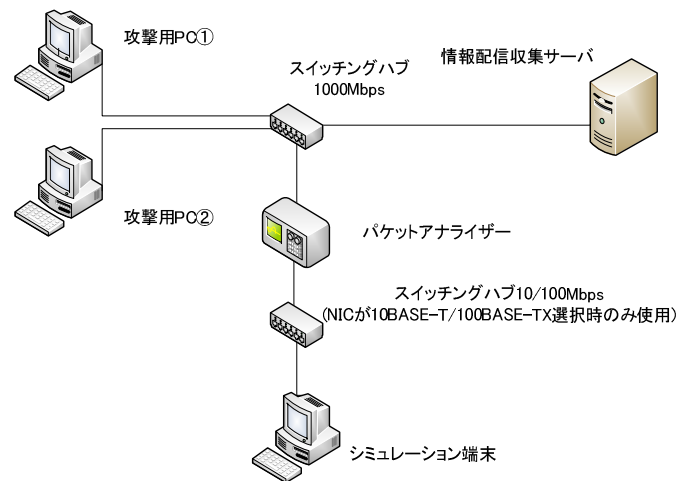 攻撃用PC①
スイッチングハブ
1000Mbps
情報配信収集サーバ
攻撃用PC②
パケットアナライザー
スイッチングハブ10/100Mbps
(NICが10BASE-T/100BASE-TX選択時のみ使用)
シミュレーション端末